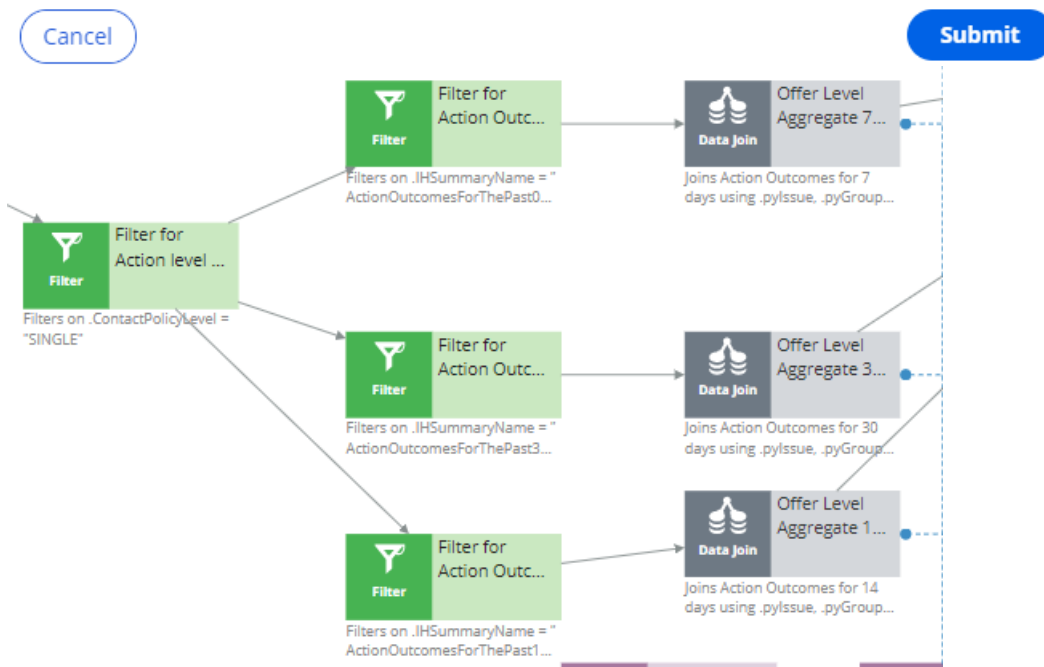 Cancel
Submit
Filter
Filter for
Action Outc...
Filters on .IHSummaryName = "
ActionOutcomesForThePast0...
Data Join
Offer Level
Aggregate 7...
Joins Action Outcomes for 7
days using .pyIssue, .pyGroup...
Filter
Filter for
Action level ...
Filters on .ContactPolicyLevel =
"SINGLE"
Filter
Filter for
Action Outc...
Filters on .IHSummaryName = "
ActionOutcomesForThePast3...
Data Join
Offer Level
Aggregate 3...
Joins Action Outcomes for 30
days using .pyIssue, .pyGroup...
Filter
Filter for
Action Outc...
Filters on .IHSummaryName = "
ActionOutcomesForThePast1...
Data Join
Offer Level
Aggregate 1...
Joins Action Outcomes for 14
days using .pyIssue, .pyGroup...